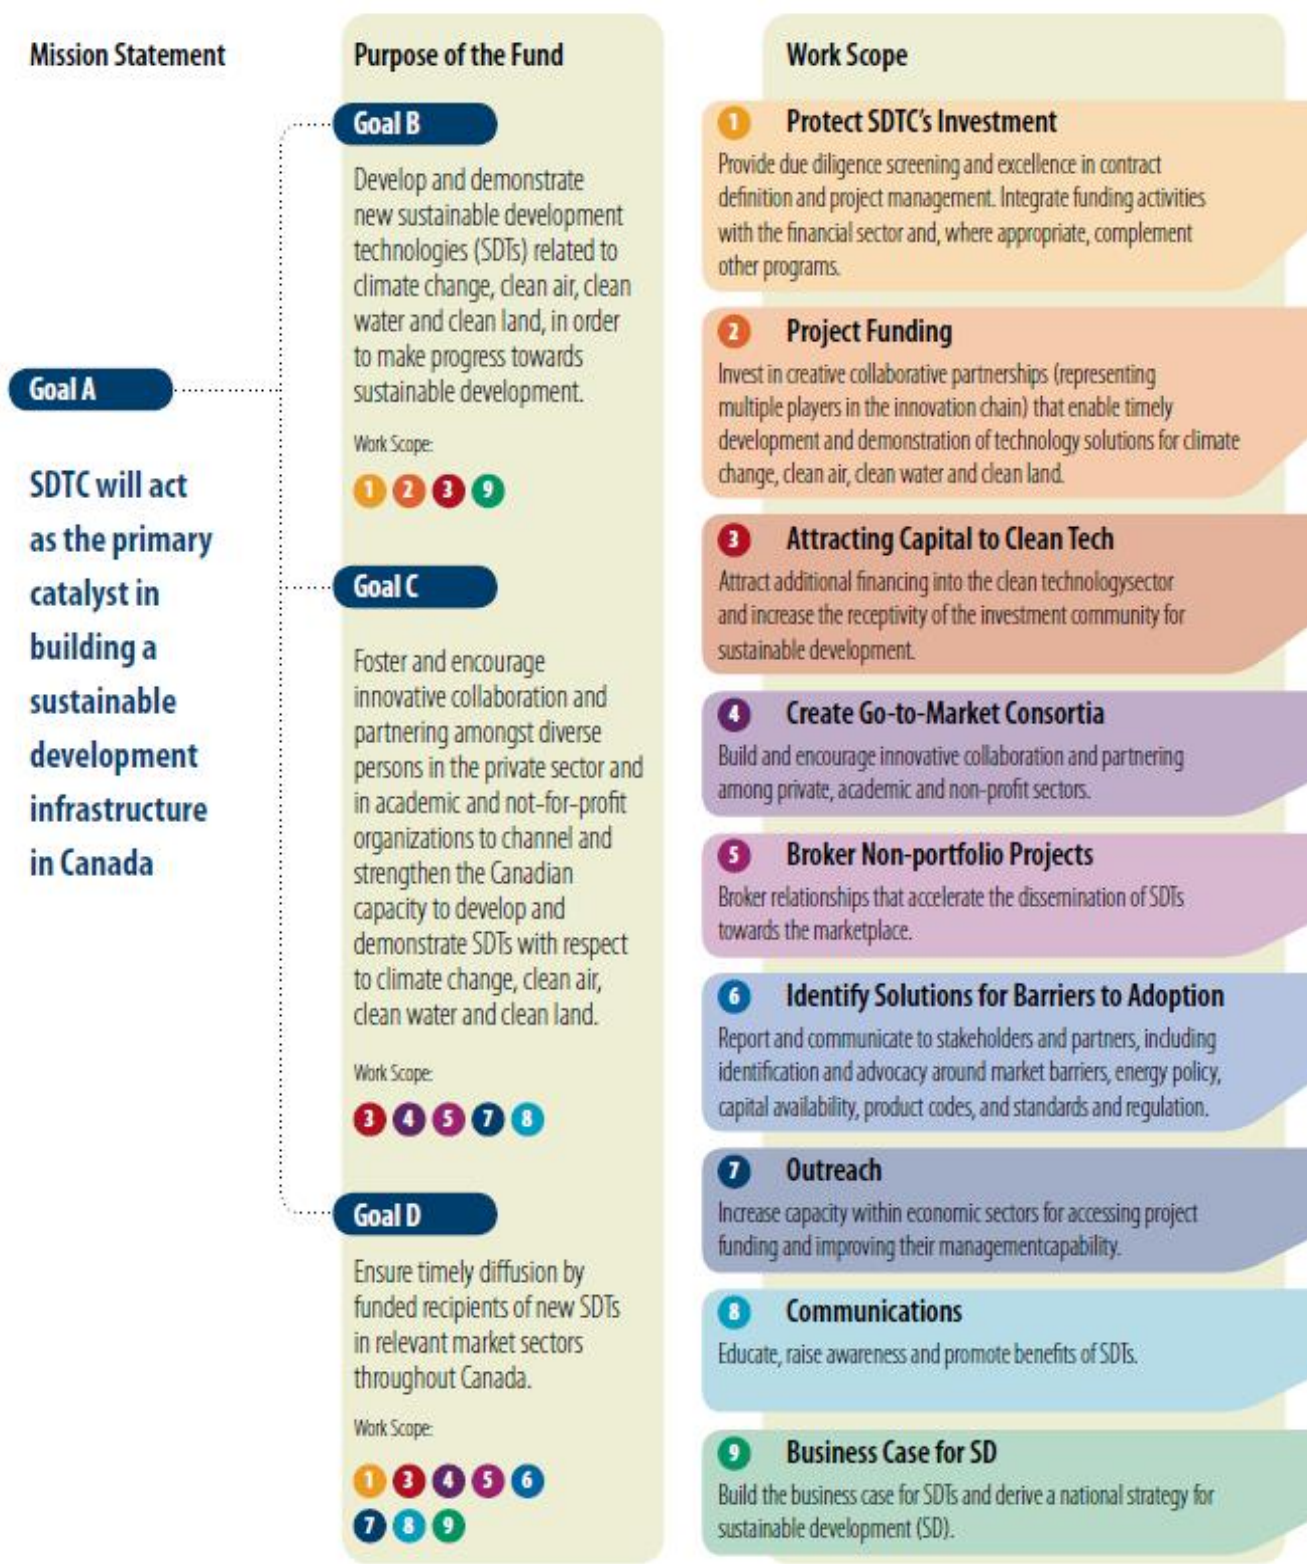 Mission Statement
Goal A
SDTC will act
as the primary
catalyst in
building a
sustainable
development
infrastructure
in Canada
Purpose of the Fund
Goal B
Develop and demonstrate
new sustainable development
technologies (SDTs) related to
climate change, clean air, clean
water and clean land, in order
to make progress towards
sustainable development.
Work Scope:
1 2 3 9
Goal C
Foster and encourage
innovative collaboration and
partnering amongst diverse
persons in the private sector and
in academic and not-for-profit
organizations to channel and
strengthen the Canadian
capacity to develop and
demonstrate SDTs with respect
to climate change, clean air,
clean water and clean land.
Work Scope:
3 4 5 7 8
Goal D
Ensure timely diffusion by
funded recipients of new SDTs
in relevant market sectors
throughout Canada.
Work Scope:
1 3 4 5 6
7 8 9
Work Scope
1 Protect SDTC's Investment
Provide due diligence screening and excellence in contract
definition and project management. Integrate funding activities
with the financial sector and, where appropriate, complement
other programs.
2 Project Funding
Invest in creative collaborative partnerships (representing
multiple players in the innovation chain) that enable timely
development and demonstration of technology solutions for climate
change, clean air, clean water and clean land.
3 Attracting Capital to Clean Tech
Attract additional financing into the clean technologysector
and increase the receptivity of the investment community for
sustainable development.
4 Create Go-to-Market Consortia
Build and encourage innovative collaboration and partnering
among private, academic and non-profit sectors.
5 Broker Non-portfolio Projects
Broker relationships that accelerate the dissemination of SDTs
towards the marketplace.
6 Identify Solutions for Barriers to Adoption
Report and communicate to stakeholders and partners, including
identification and advocacy around market barriers, energy policy,
capital availability, product codes, and standards and regulation.
7 Outreach
Increase capacity within economic sectors for accessing project
funding and improving their managementcapability.
8 Communications
Educate, raise awareness and promote benefits of SDTs.
9 Business Case for SD
Build the business case for SDTs and derive a national strategy for
sustainable development (SD).